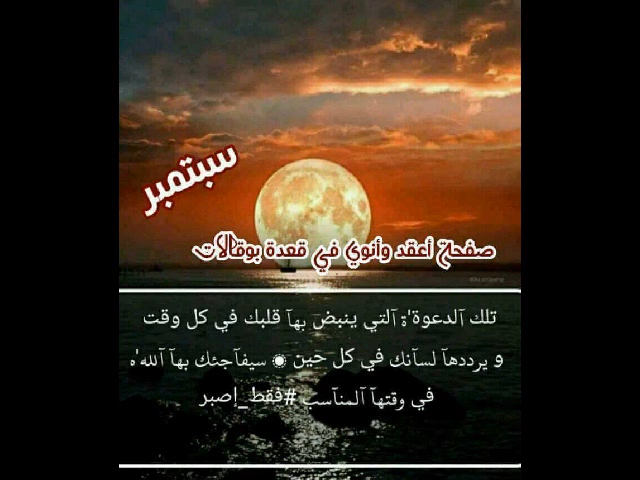 سبتمبر
صفحة أعقد وأنوي في قعدة بوقالات
تلك آلدعوة'ة آلتي ينبض بهآ قلبك في كل وقت
و يرددهآ لسآنك في كل حين ◉ سيفآجئك بهآ آلله'ه
في وقتهآ آلمنآسب #فقط_إصبر